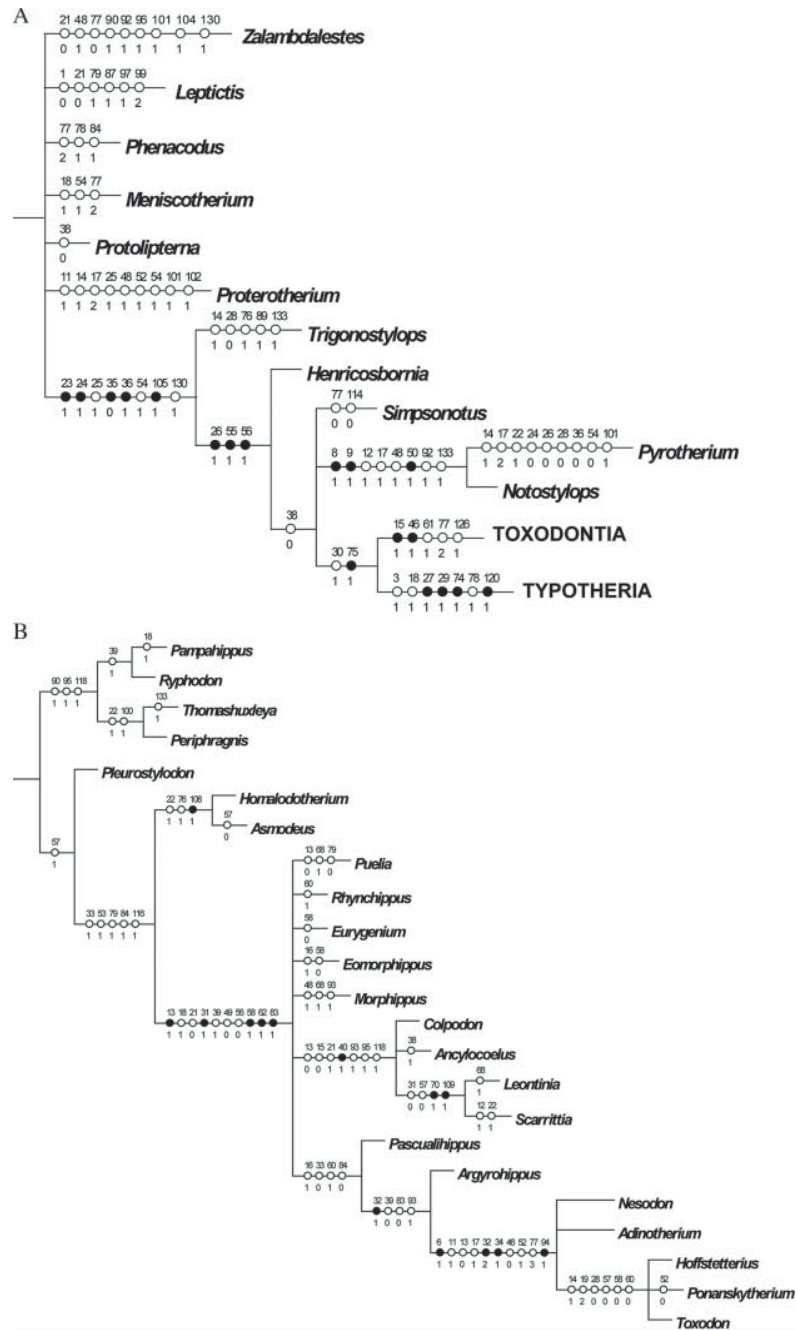 A
21 48 77 90 92 96 101 104 130
0 1 0 1 1 1 1 1 1
Zalambdalestes
1 21 79 87 97 99
0 0 1 1 1 2
Leptictis
77 78 84
2 1 1
Phenacodus
18 54 77
1 1 2
Meniscotherium
38
0
Protolipterna
11 14 17 25 48 52 54 101 102
1 1 2 1 1 1 1 1 1
Proterotherium
14 28 76 89 133
1 0 1 1 1
Trigonostylops
23 24 25 35 36 54 105 130
1 1 1 0 1 1 1 1
Henricosbornia
26 55 56
1 1 1
77 114
0 0
Simpsonotus
14 17 22 24 26 28 36 54 101
1 2 1 0 0 0 0 0 1
Pyrotherium
8 9 12 17 48 50 92 133
1 1 1 1 1 1 1 1
Notostylops
38
0
15 46 61 77 126
1 1 1 2 1
TOXODONTIA
30 75
1 1
3 18 27 29 74 78 120
1 1 1 1 1 1 1
TYPOTHERIA
B
18
1
Pampahippus
39
1
Ryphodon
90 95 118
1 1 1
133
1
Thomashuxleya
22 100
1 1
Periphragnis
Pleurostylodon
57
1
22 76 108
1 1 1
Homalodotherium
57
0
Asmodeus
33 53 79 84 116
1 1 1 1 1
13 68 79
0 1 0
Puelia
60
1
Rhynchippus
58
0
Eurygenium
16 58
1 0
Eomorphippus
48 68 93
1 1 1
Morphippus
13 18 21 31 39 49 56 58 62 83
1 1 0 1 1 0 0 1 1 1
Colpodon
13 15 21 40 93 95 118
0 0 1 1 1 1 1
38
1
Ancylocoelus
31 57 70 109
0 0 1 1
68
1
Leontinia
12 22
1 1
Scarrittia
16 33 60 84
1 0 1 0
Pascualihippus
32 39 83 93
1 0 0 1
Argyrohippus
6 11 13 17 32 34 46 52 77 94
1 1 0 1 2 1 0 1 3 1
Nesodon
Adinotherium
14 19 28 57 58 60
1 2 0 0 0 0
Hoffstetterius
52
0
Ponanskytherium
Toxodon